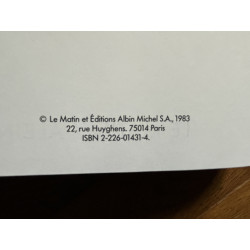 © Le Matin et Éditions Albin Michel S.A., 1983
22, rue Huyghens. 75014 Paris
ISBN 2-226-01431-4.